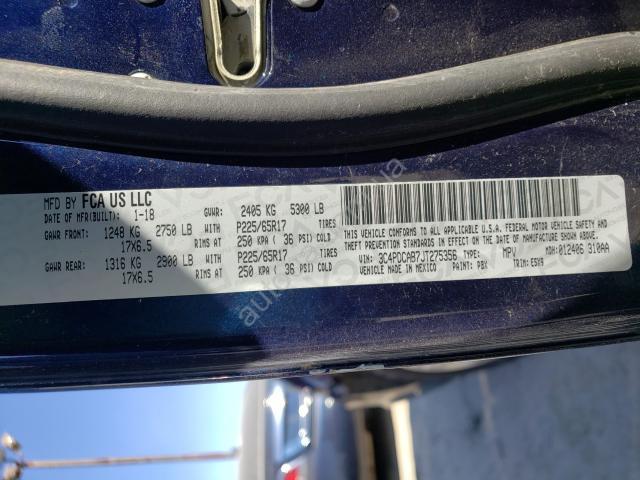 MFD BY FCA US LLC
DATE OF MFR(BUILT): 1-18 GVWR: 2405 KG 5300 LB
GAWR FRONT: 1248 KG 2750 LB P225/65R17 TIRES
17X6.5 RIMS AT 250 KPA ( 36 PSI) COLD
GAWR REAR: 1316 KG 2900 LB P225/65R17 TIRES
17X6.5 RIMS AT 250 KPA ( 36 PSI) COLD
THIS VEHICLE CONFORMS TO ALL APPLICABLE U.S.A. FEDERAL MOTOR VEHICLE SAFETY AND
THEFT PREVENTION STANDARDS IN EFFECT ON THE DATE OF MANUFACTURE SHOWN ABOVE.
VIN: 3C4PDCAB7JT275356 TYPE: MPV MDH: 012406 310AA
VEHICLE MADE IN MEXICO PAINT: PBX TRIM: E5X9